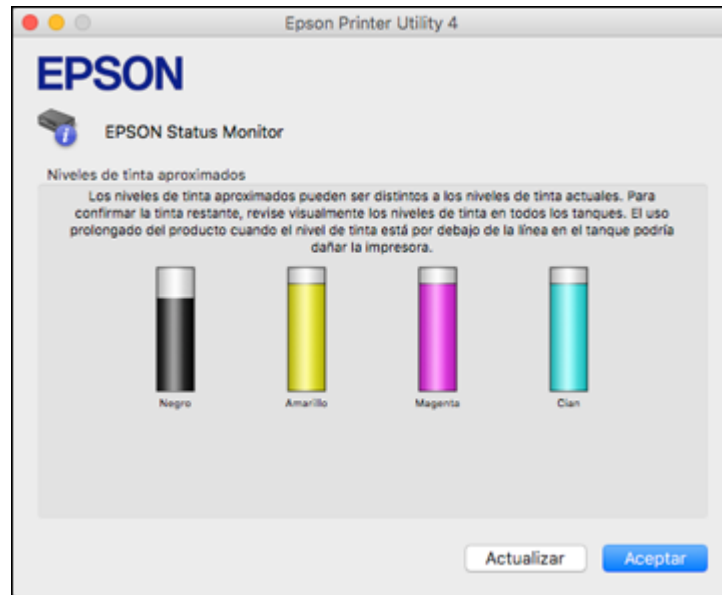 Epson Printer Utility 4
EPSON
EPSON Status Monitor
Niveles de tinta aproximados
Los niveles de tinta aproximados pueden ser distintos a los niveles de tinta actuales. Para
confirmar la tinta restante, revise visualmente los niveles de tinta en todos los tanques. El uso
prolongado del producto cuando el nivel de tinta está por debajo de la línea en el tanque podría
dañar la impresora.
Negro Amarillo Magenta Cian
Actualizar Aceptar